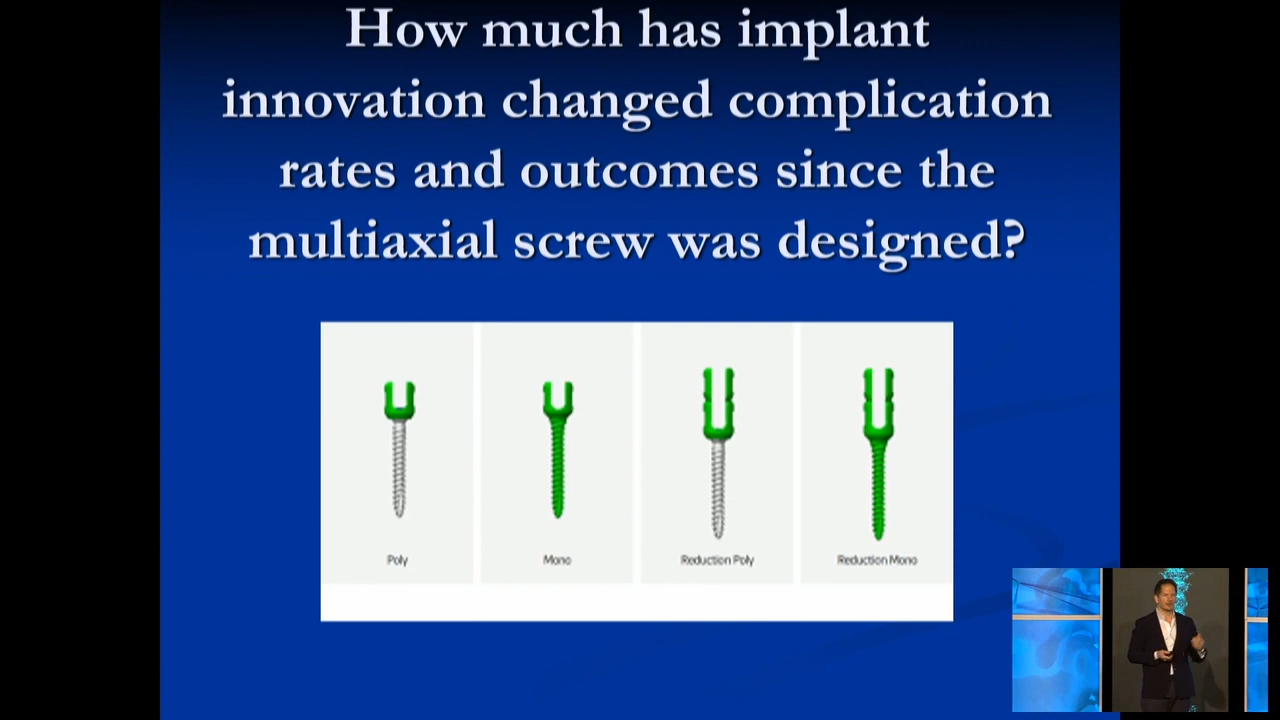 How much has implant
innovation changed complication
rates and outcomes since the
multiaxial screw was designed?
Poly
Mono
Reduction Poly
Reduction Mono